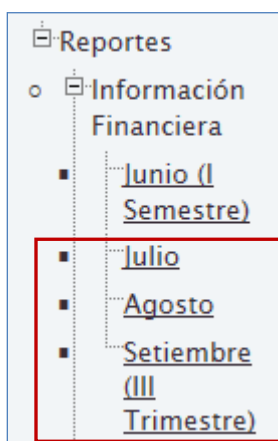 Reportes
Información
Financiera
Junio (I
Semestre)
Julio
Agosto
Setiembre
(III
Trimestre)